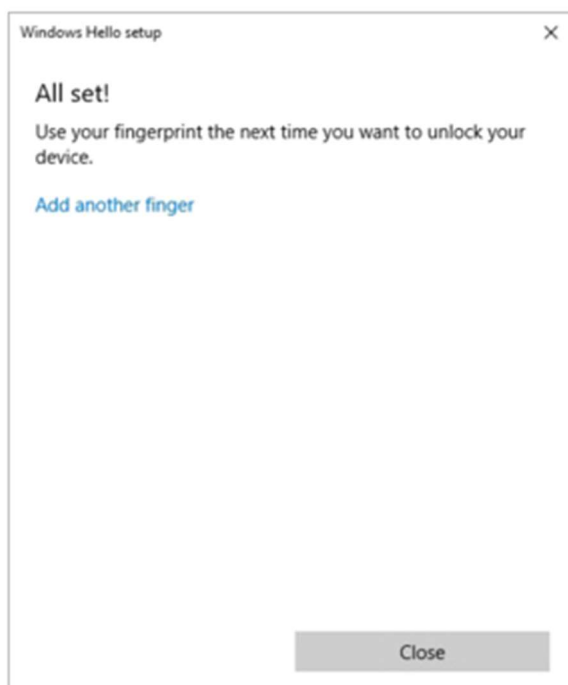 Windows Hello setup
All set!
Use your fingerprint the next time you want to unlock your
device.
Add another finger
Close